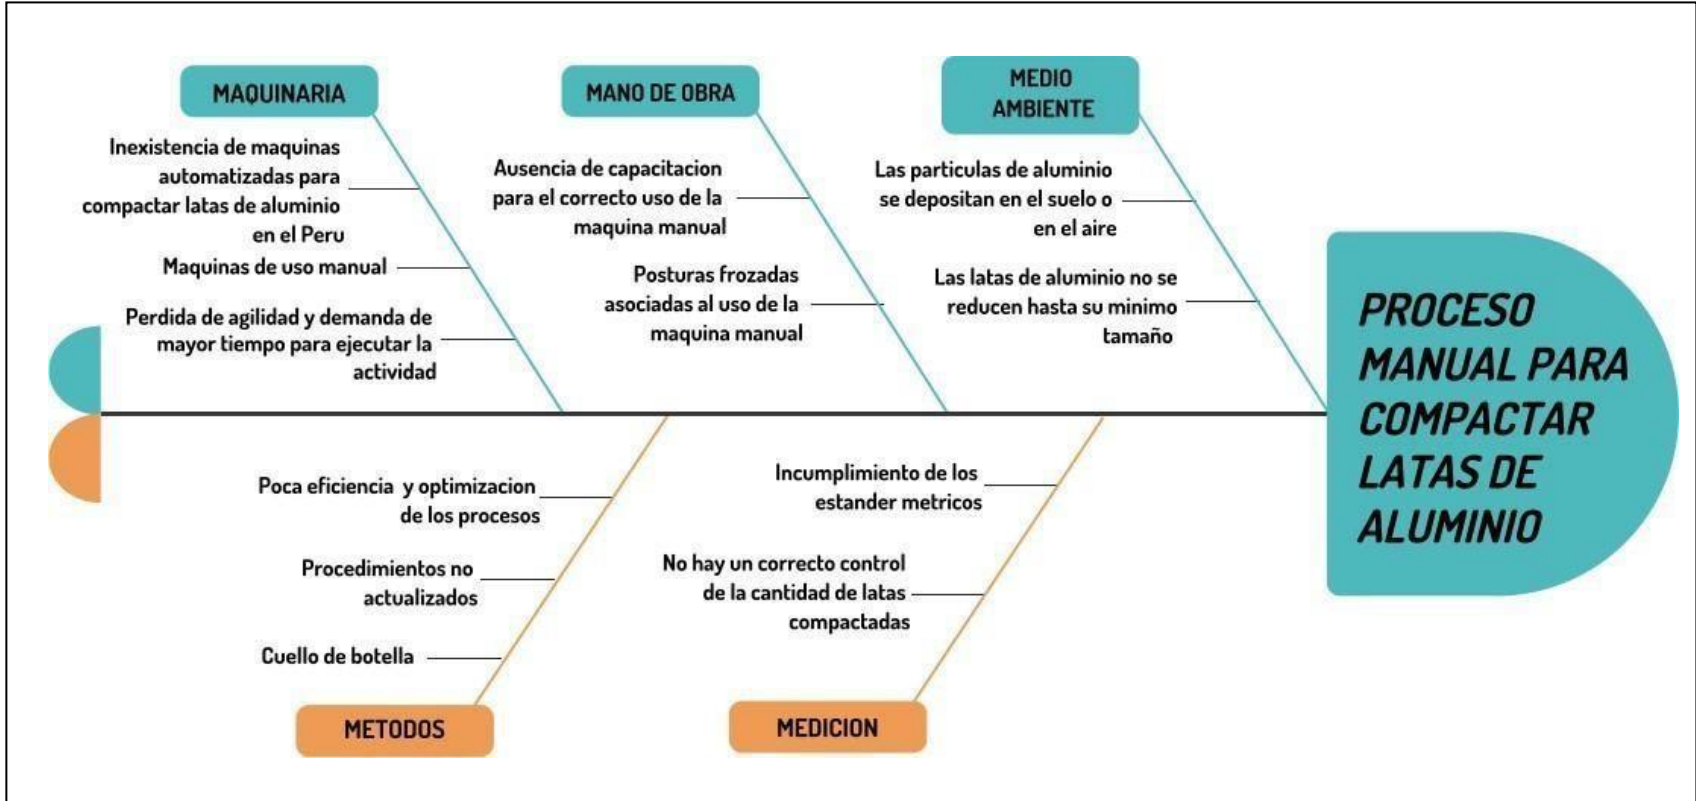 MAQUINARIA
Inexistencia de maquinas
automatizadas para
compactar latas de aluminio
en el Peru
Maquinas de uso manual
Perdida de agilidad y demanda de
mayor tiempo para ejecutar la
actividad
MANO DE OBRA
Ausencia de capacitacion
para el correcto uso de la
maquina manual
Posturas frozadas
asociadas al uso de la
maquina manual
MEDIO
AMBIENTE
Las particulas de aluminio
se depositan en el suelo o
en el aire
Las latas de aluminio no se
reducen hasta su minimo
tamaño
PROCESO
MANUAL PARA
COMPACTAR
LATAS DE
ALUMINIO
Poca eficiencia y optimizacion
de los procesos
Procedimientos no
actualizados
Cuello de botella
METODOS
Incumplimiento de los
estander metricos
No hay un correcto control
de la cantidad de latas
compactadas
MEDICION